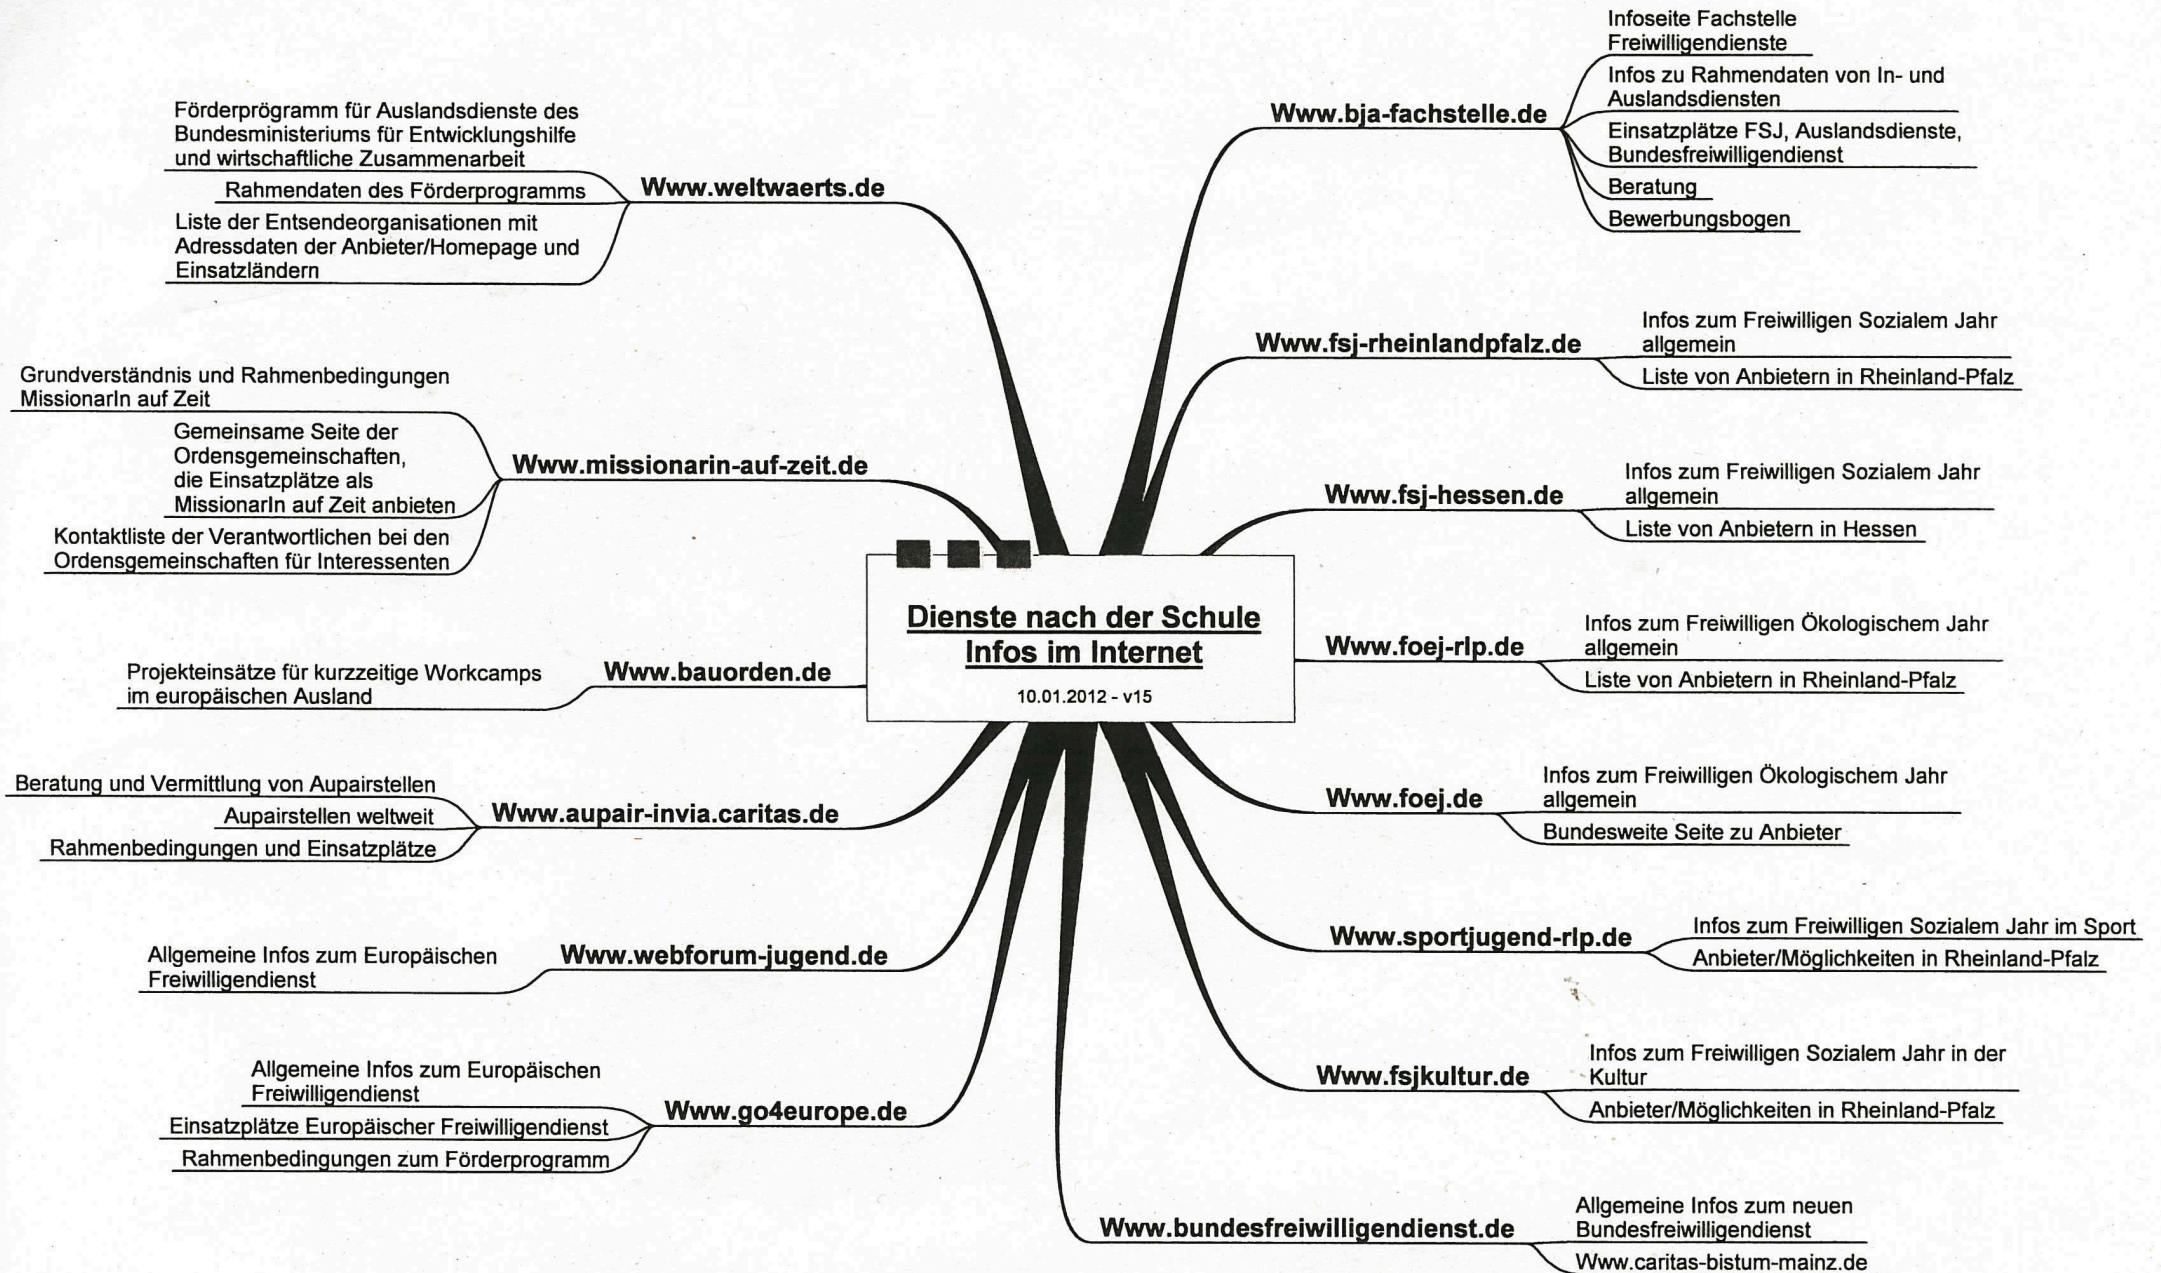 Dienste nach der Schule
Infos im Internet
10.01.2012 - v15
Www.bja-fachstelle.de
Infoseite Fachstelle
Freiwilligendienste
Infos zu Rahmendaten von In- und
Auslandsdiensten
Einsatzplätze FSJ, Auslandsdienste,
Bundesfreiwilligendienst
Beratung
Bewerbungsbogen
Www.fsj-rheinlandpfalz.de
Infos zum Freiwilligen Sozialem Jahr
allgemein
Liste von Anbietern in Rheinland-Pfalz
Www.fsj-hessen.de
Infos zum Freiwilligen Sozialem Jahr
allgemein
Liste von Anbietern in Hessen
Www.foej-rlp.de
Infos zum Freiwilligen Ökologischem Jahr
allgemein
Liste von Anbietern in Rheinland-Pfalz
Www.foej.de
Infos zum Freiwilligen Ökologischem Jahr
allgemein
Bundesweite Seite zu Anbieter
Www.sportjugend-rlp.de
Infos zum Freiwilligen Sozialem Jahr im Sport
Anbieter/Möglichkeiten in Rheinland-Pfalz
Www.fsjkultur.de
Infos zum Freiwilligen Sozialem Jahr in der
Kultur
Anbieter/Möglichkeiten in Rheinland-Pfalz
Www.bundesfreiwilligendienst.de
Allgemeine Infos zum neuen
Bundesfreiwilligendienst
Www.caritas-bistum-mainz.de
Www.weltwaerts.de
Förderprögramm für Auslandsdienste des
Bundesministeriums für Entwicklungshilfe
und wirtschaftliche Zusammenarbeit
Rahmendaten des Förderprogramms
Liste der Entsendeorganisationen mit
Adressdaten der Anbieter/Homepage und
Einsatzländern
Www.missionarin-auf-zeit.de
Grundverständnis und Rahmenbedingungen
MissionarIn auf Zeit
Gemeinsame Seite der
Ordensgemeinschaften,
die Einsatzplätze als
MissionarIn auf Zeit anbieten
Kontaktliste der Verantwortlichen bei den
Ordensgemeinschaften für Interessenten
Www.bauorden.de
Projekteinsätze für kurzzeitige Workcamps
im europäischen Ausland
Www.aupair-invia.caritas.de
Beratung und Vermittlung von Aupairstellen
Aupairstellen weltweit
Rahmenbedingungen und Einsatzplätze
Www.webforum-jugend.de
Allgemeine Infos zum Europäischen
Freiwilligendienst
Www.go4europe.de
Allgemeine Infos zum Europäischen
Freiwilligendienst
Einsatzplätze Europäischer Freiwilligendienst
Rahmenbedingungen zum Förderprogramm